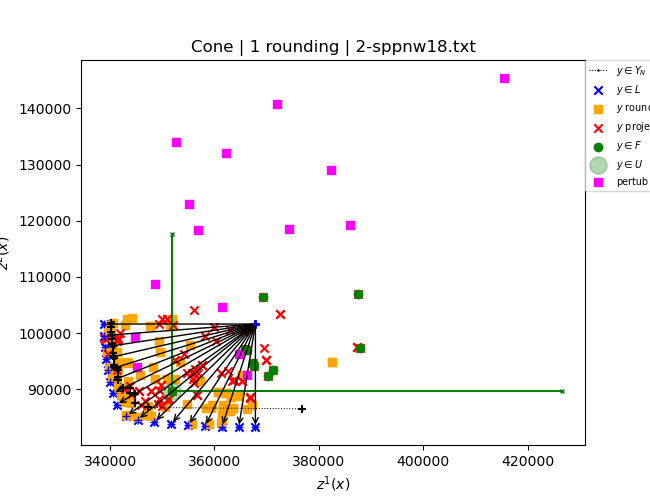 Cone | 1 rounding | 2-sppnw18.txt
140000
130000
120000
110000
100000
90000
z²(x)
340000 360000 380000 400000 420000
z¹(x)
y ∈ Y_N
y ∈ L
y roun
y proje
y ∈ F
y ∈ U
pertub